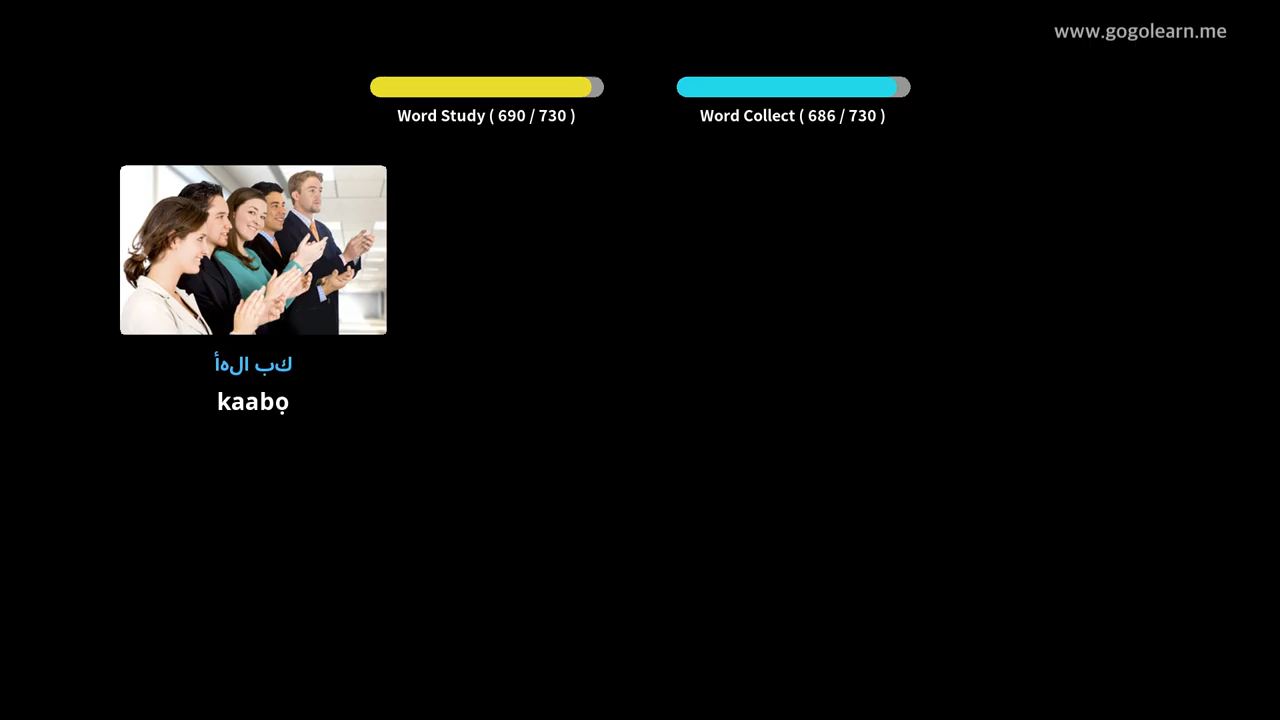 www.gogolearn.me
Word Study ( 690 / 730 )
Word Collect ( 686 / 730 )
كب الهأ
kaabọ